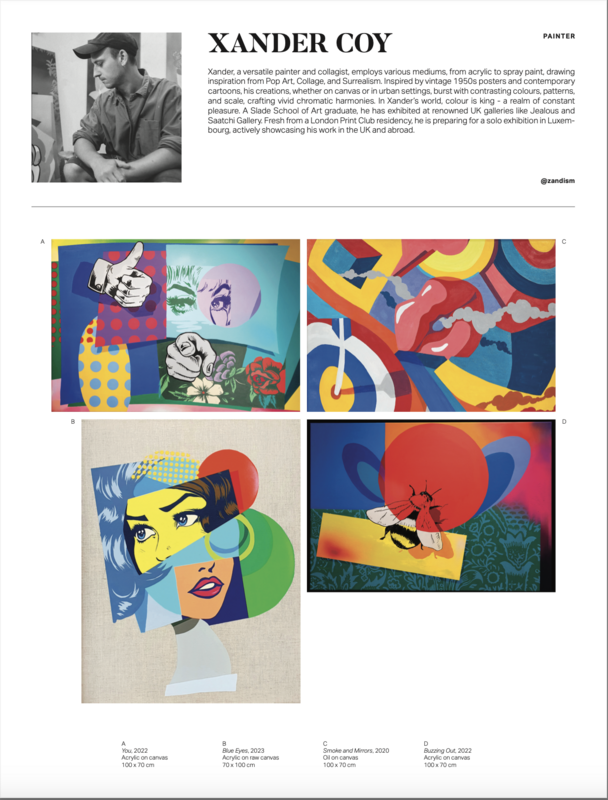 XANDER COY
PAINTER
Xander, a versatile painter and collagist, employs various mediums, from acrylic to spray paint, drawing
inspiration from Pop Art, Collage, and Surrealism. Inspired by vintage 1950s posters and contemporary
cartoons, his creations, whether on canvas or in urban settings, burst with contrasting colours, patterns,
and scale, crafting vivid chromatic harmonies. In Xander's world, colour is king - a realm of constant
pleasure. A Slade School of Art graduate, he has exhibited at renowned UK galleries like Jealous and
Saatchi Gallery. Fresh from a London Print Club residency, he is preparing for a solo exhibition in Luxem-
bourg, actively showcasing his work in the UK and abroad.
@zandism
A
C
B
D
A
You, 2022
Acrylic on canvas
100 x 70 cm
B
Blue Eyes, 2023
Acrylic on raw canvas
70 x 100 cm
C
Smoke and Mirrors, 2020
Oil on canvas
100 x 70 cm
D
Buzzing Out, 2022
Acrylic on canvas
100 x 70 cm